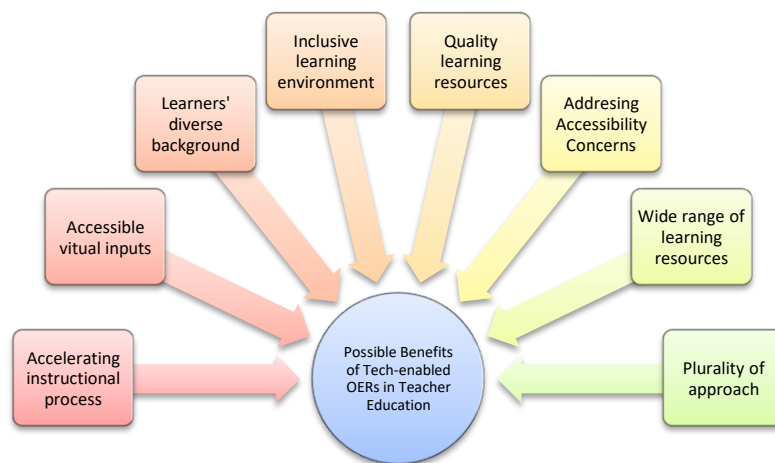 Inclusive
learning
environment
Quality
learning
resources
Learners'
diverse
background
Addresing
Accessibility
Concerns
Accessible
vitual inputs
Wide range of
learning
resources
Accelerating
instructional
process
Possible Benefits
of Tech-enabled
OERs in Teacher
Education
Plurality of
approach